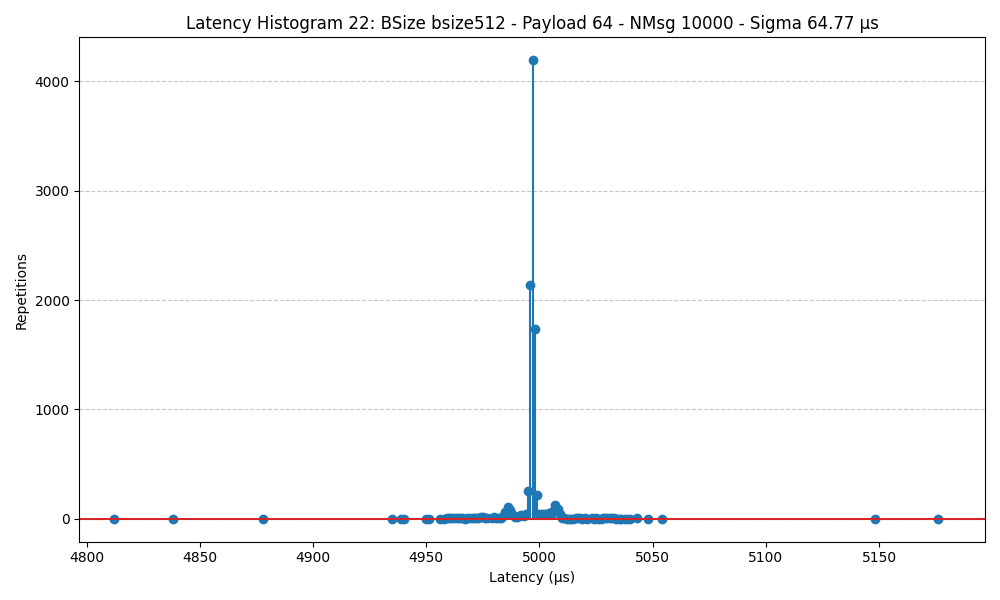 Latency Histogram 22: BSize bsize512 - Payload 64 - NMsg 10000 - Sigma 64.77 µs
Repetitions
4000
3000
2000
1000
0
4800 4850 4900 4950 5000 5050 5100 5150
Latency (µs)